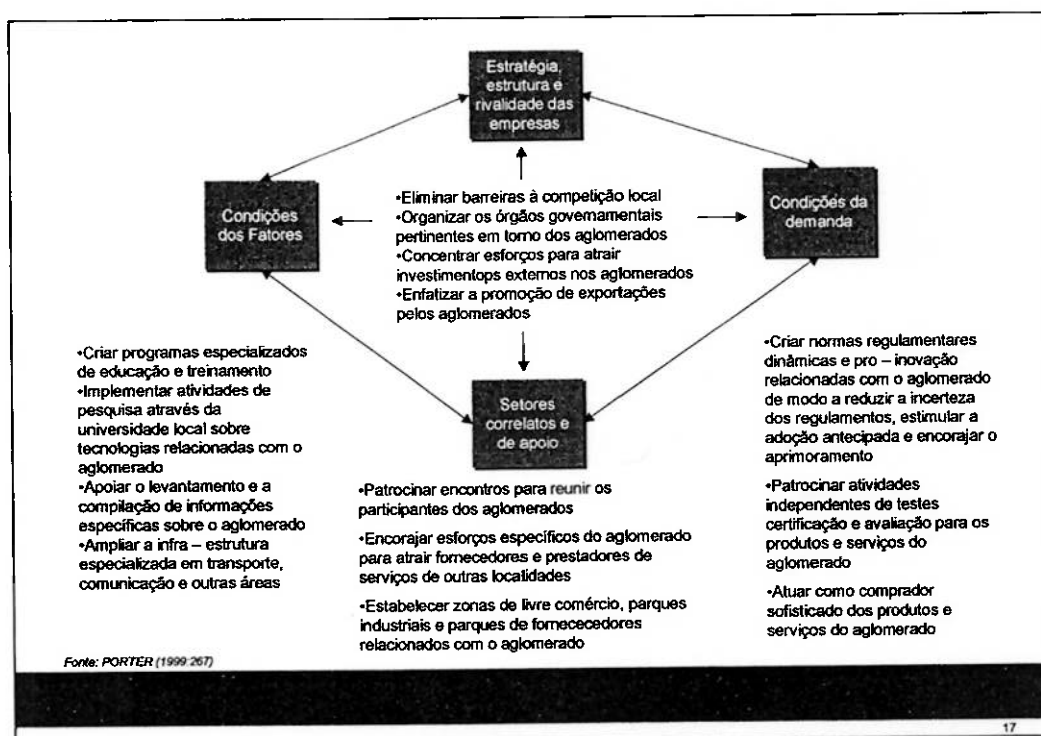 Estratégia,
estrutura e
rivalidade das
empresas
Condições
dos Fatores
•Eliminar barreiras à competição local
•Organizar os órgãos governamentais
pertinentes em torno dos aglomerados
•Concentrar esforços para atrair
investimentops externos nos aglomerados
•Enfatizar a promoção de exportações
pelos aglomerados
Condições da
demanda
•Criar programas especializados
de educação e treinamento
•Implementar atividades de
pesquisa através da
universidade local sobre
tecnologias relacionadas com o
aglomerado
•Apoiar o levantamento e a
compilação de informações
específicas sobre o aglomerado
•Ampliar a infra – estrutura
especializada em transporte,
comunicação e outras áreas
Setores
correlatos e
de apoio
•Patrocinar encontros para reunir os
participantes dos aglomerados
•Encorajar esforços específicos do aglomerado
para atrair fornecedores e prestadores de
serviços de outras localidades
•Estabelecer zonas de livre comércio, parques
industriais e parques de fornececedores
relacionados com o aglomerado
•Criar normas regulamentares
dinâmicas e pro – inovação
relacionadas com o aglomerado
de modo a reduzir a incerteza
dos regulamentos, estimular a
adoção antecipada e encorajar o
aprimoramento
•Patrocinar atividades
independentes de testes
certificação e avaliação para os
produtos e serviços do
aglomerado
•Atuar como comprador
sofisticado dos produtos e
serviços do aglomerado
Fonte: PORTER (1999:267)
17